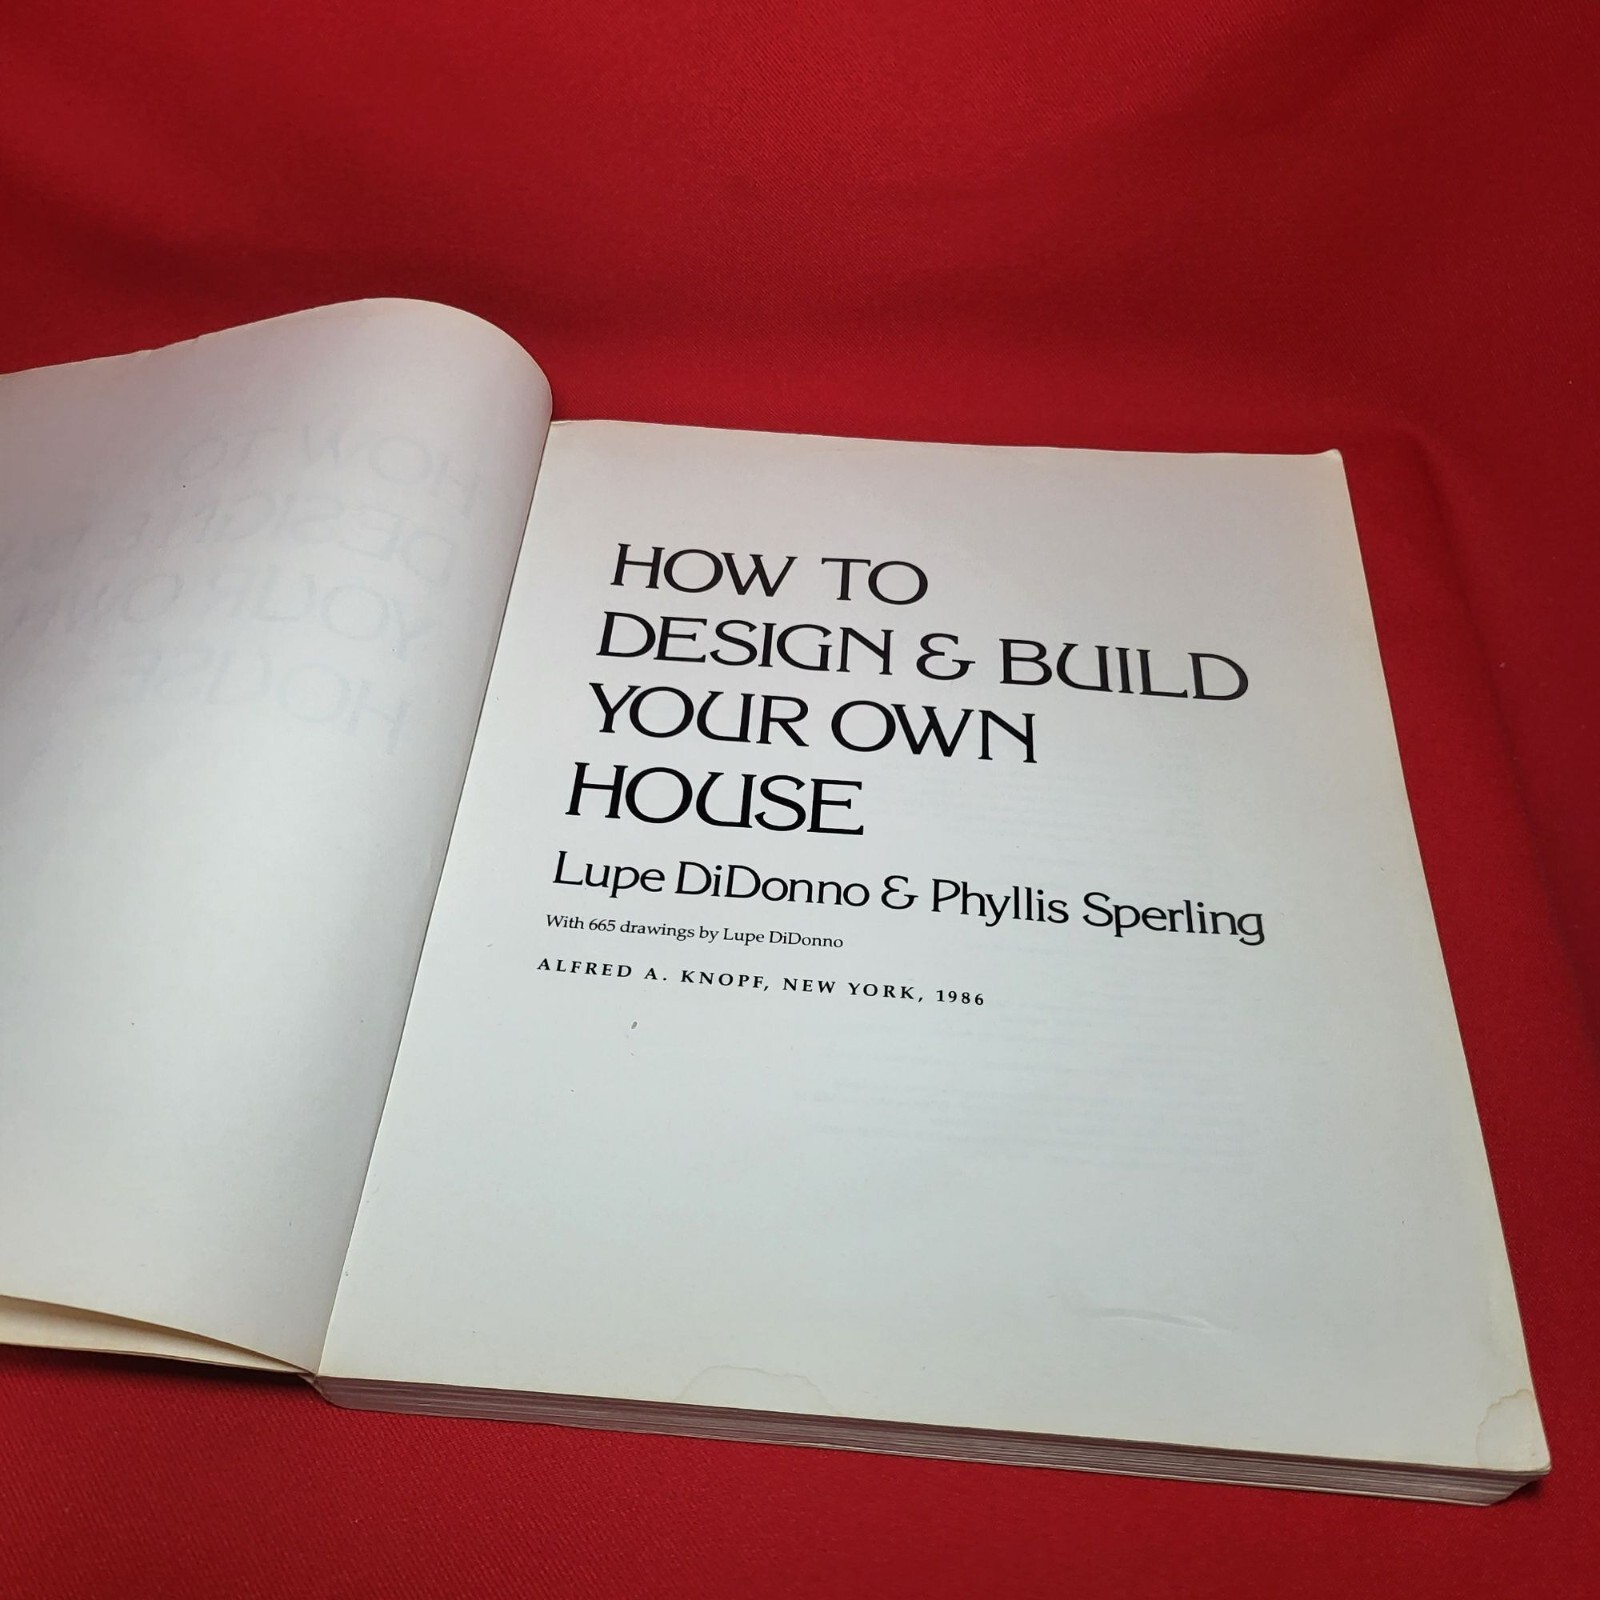 HOW TO
DESIGN & BUILD
YOUR OWN
HOUSE
Lupe DiDonno & Phyllis Sperling
With 665 drawings by Lupe DiDonno
ALFRED A. KNOPF, NEW YORK, 1986